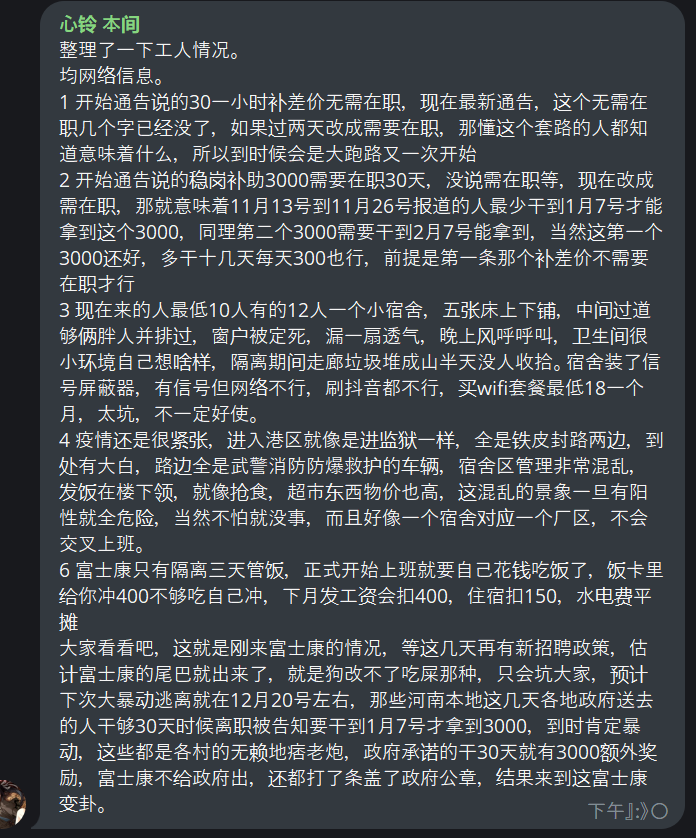 心铃 本间
整理了一下工人情况。
均网络信息。
1 开始通告说的30一小时补差价无需在职，现在最新通告，这个无需在
职几个字已经没了，如果过两天改成需要在职，那懂这个套路的人都知
道意味着什么，所以到时候会是大跑路又一次开始
2 开始通告说的稳岗补助3000需要在职30天，没说需在职等，现在改成
需在职，那就意味着11月13号到11月26号报道的人最少干到1月7号才能
拿到这个3000，同理第二个3000需要干到2月7号能拿到，当然这第一个
3000还好，多干十几天每天300也行，前提是第一条那个补差价不需要
在职才行
3 现在来的人最低10人有的12人一个小宿舍，五张床上下铺，中间过道
够俩胖人并排过，窗户被定死，漏一扇透气，晚上风呼呼叫，卫生间很
小环境自己想啥样，隔离期间走廊垃圾堆成山半天没人收拾。宿舍装了信
号屏蔽器，有信号但网络不行，刷抖音都不行，买wifi套餐最低18一个
月，太坑，不一定好使。
4 疫情还是很紧张，进入港区就像是进监狱一样，全是铁皮封路两边，到
处有大白，路边全是武警消防防爆救护的车辆，宿舍区管理非常混乱，
发饭在楼下领，就像抢食，超市东西物价也高，这混乱的景象一旦有阳
性就全危险，当然不怕就没事，而且好像一个宿舍对应一个厂区，不会
交叉上班。
6 富士康只有隔离三天管饭，正式开始上班就要自己花钱吃饭了，饭卡里
给你冲400不够吃自己冲，下月发工资会扣400，住宿扣150，水电费平
摊
大家看看吧，这就是刚来富士康的情况，等这几天再有新招聘政策，估
计富士康的尾巴就出来了，就是狗改不了吃屎那种，只会坑大家，预计
下次大暴动逃离就在12月20号左右，那些河南本地这几天各地政府送去
的人干够30天时候离职被告知要干到1月7号才拿到3000，到时肯定暴
动，这些都是各村的无赖地痞老炮，政府承诺的干30天就有3000额外奖
励，富士康不给政府出，还都打了条盖了政府公章，结果来到这富士康
变卦。
下午